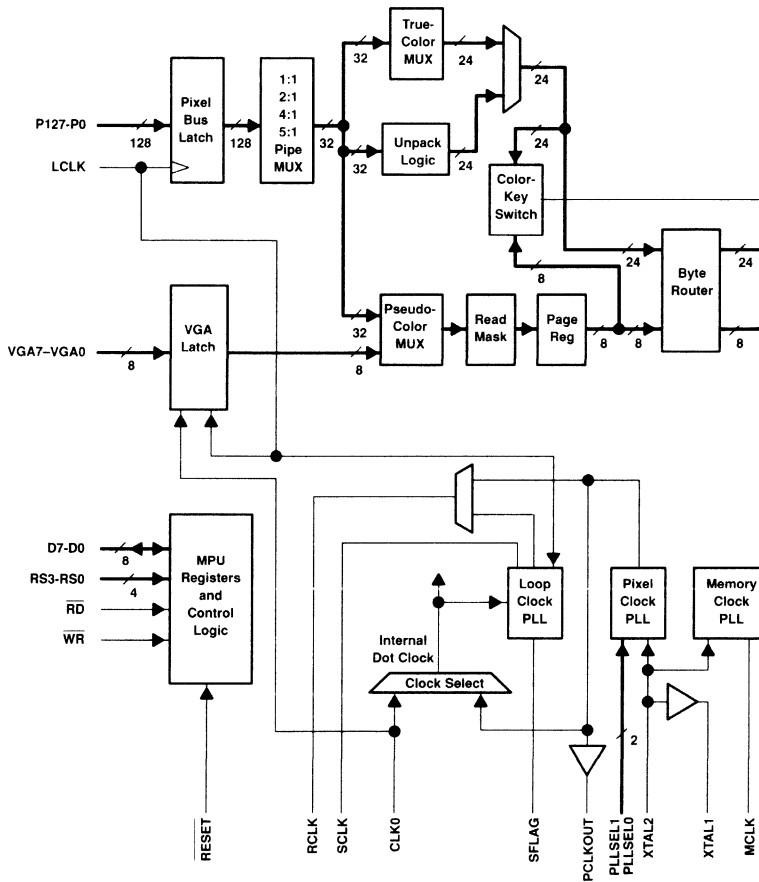 True-
Color
MUX
32
24
24
1:1
2:1
4:1
5:1
Pipe
MUX
Pixel
Bus
Latch
P127-P0
128
128
32
Unpack
Logic
32
24
24
LCLK
Color-
Key
Switch
8
24
Byte
Router
24
VGA
Latch
Pseudo-
Color
MUX
32
Read
Mask
Page
Reg
8
8
8
VGA7–VGA0
8
8
D7-D0
8
RS3-RS0
4
RD
WR
MPU
Registers
and
Control
Logic
Loop
Clock
PLL
Pixel
Clock
PLL
Memory
Clock
PLL
Internal
Dot Clock
Clock Select
2
RESET
RCLK
SCLK
CLK0
SFLAG
PCLKOUT
PLLSEL1
PLLSEL0
XTAL2
XTAL1
MCLK